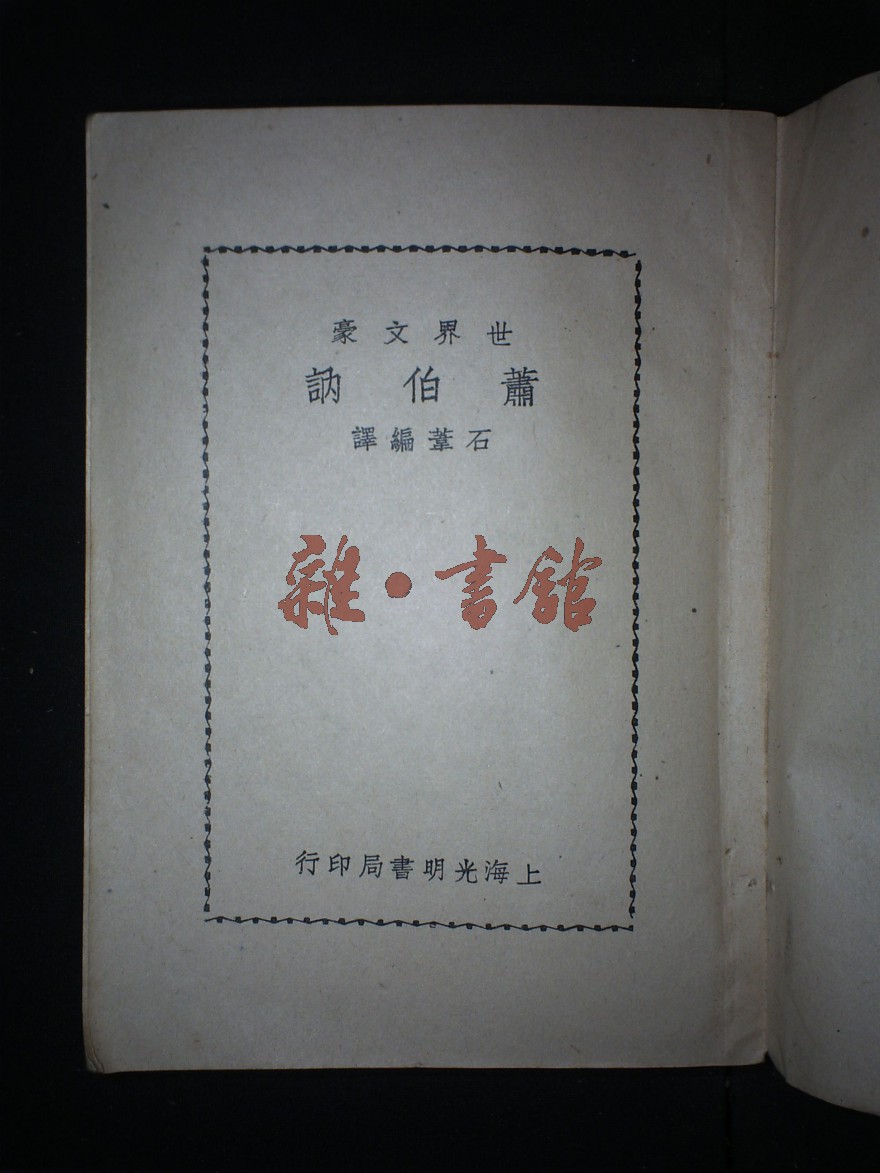 世界文豪
蕭伯訥
石葦編譯
雜·書館
上海光明書局印行